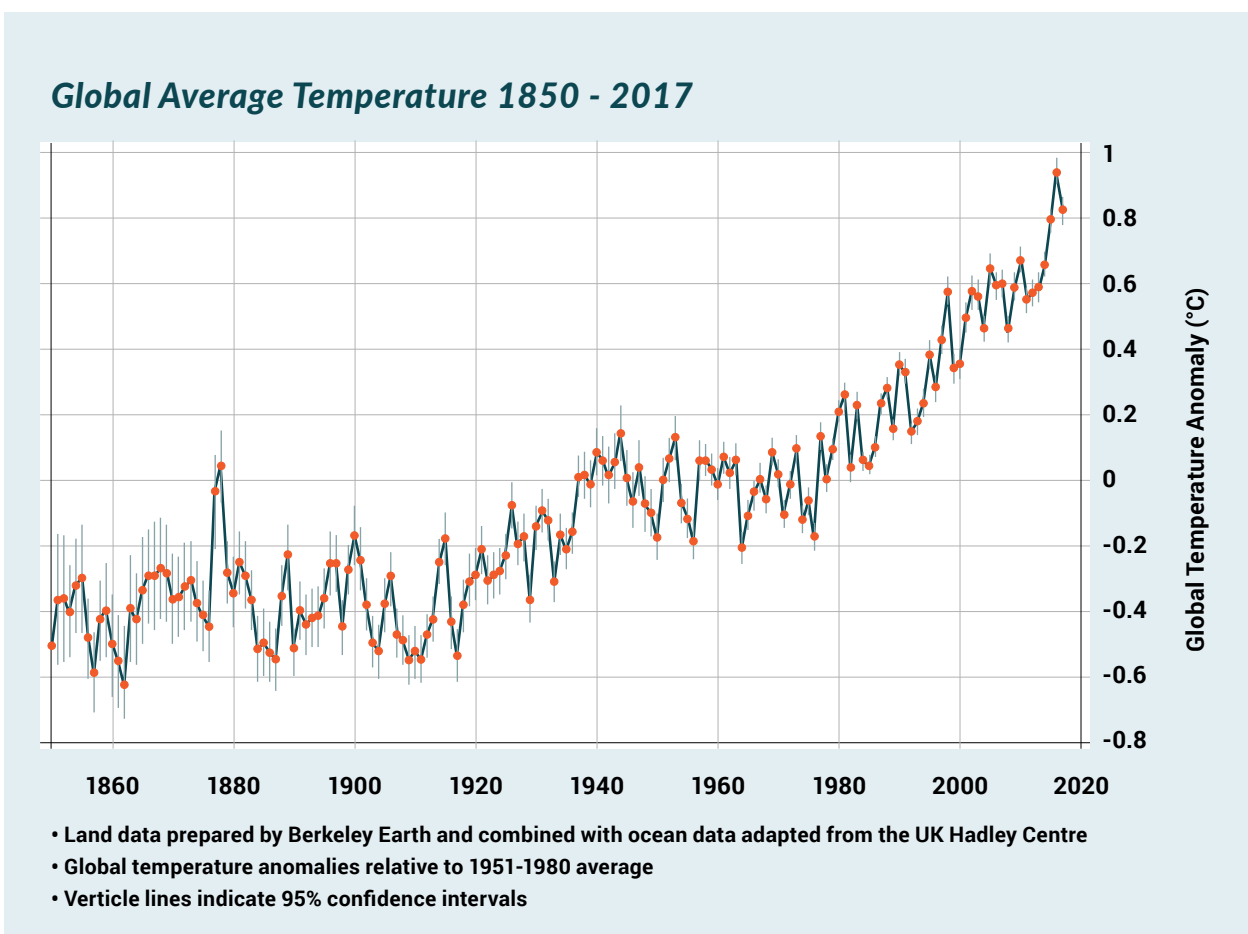 Global Average Temperature 1850 - 2017
1
0.8
0.6
0.4
0.2
0
-0.2
-0.4
-0.6
-0.8
Global Temperature Anomaly (°C)
1860 1880 1900 1920 1940 1960 1980 2000 2020
• Land data prepared by Berkeley Earth and combined with ocean data adapted from the UK Hadley Centre
• Global temperature anomalies relative to 1951-1980 average
• Verticle lines indicate 95% confidence intervals